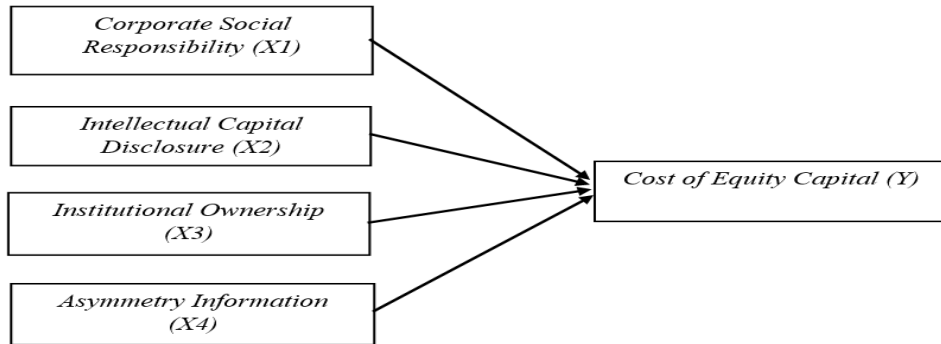 Corporate Social
Responsibility (X1)
Intellectual Capital
Disclosure (X2)
Institutional Ownership
(X3)
Asymmetry Information
(X4)
Cost of Equity Capital (Y)